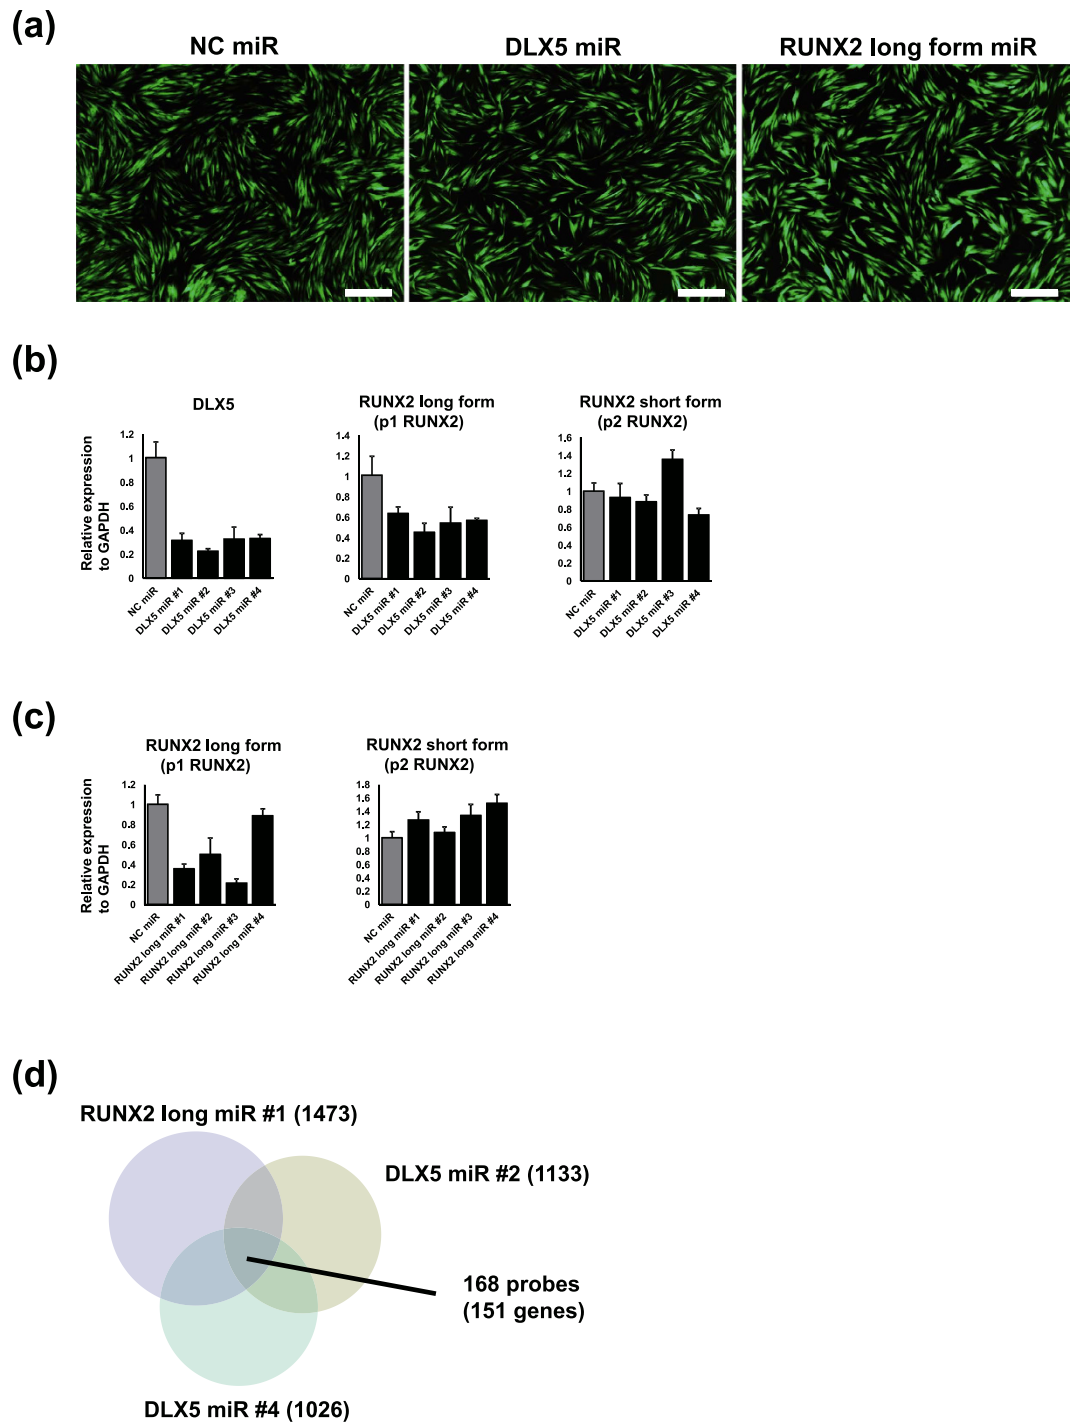 (a)
NC miR
DLX5 miR
RUNX2 long form miR
(b)
DLX5
Relative expression
to GAPDH
1.2
1
0.8
0.6
0.4
0.2
0
NC miR
DLX5 miR #1
DLX5 miR #2
DLX5 miR #3
DLX5 miR #4
RUNX2 long form
(p1 RUNX2)
1.4
1.2
1
0.8
0.6
0.4
0.2
0
NC miR
DLX5 miR #1
DLX5 miR #2
DLX5 miR #3
DLX5 miR #4
RUNX2 short form
(p2 RUNX2)
1.6
1.4
1.2
1
0.8
0.6
0.4
0.2
0
NC miR
DLX5 miR #1
DLX5 miR #2
DLX5 miR #3
DLX5 miR #4
(c)
RUNX2 long form
(p1 RUNX2)
Relative expression
to GAPDH
1.2
1
0.8
0.6
0.4
0.2
0
NC miR
RUNX2 long miR #1
RUNX2 long miR #2
RUNX2 long miR #3
RUNX2 long miR #4
RUNX2 short form
(p2 RUNX2)
1.8
1.6
1.4
1.2
1
0.8
0.6
0.4
0.2
0
NC miR
RUNX2 long miR #1
RUNX2 long miR #2
RUNX2 long miR #3
RUNX2 long miR #4
(d)
RUNX2 long miR #1 (1473)
DLX5 miR #2 (1133)
168 probes
(151 genes)
DLX5 miR #4 (1026)